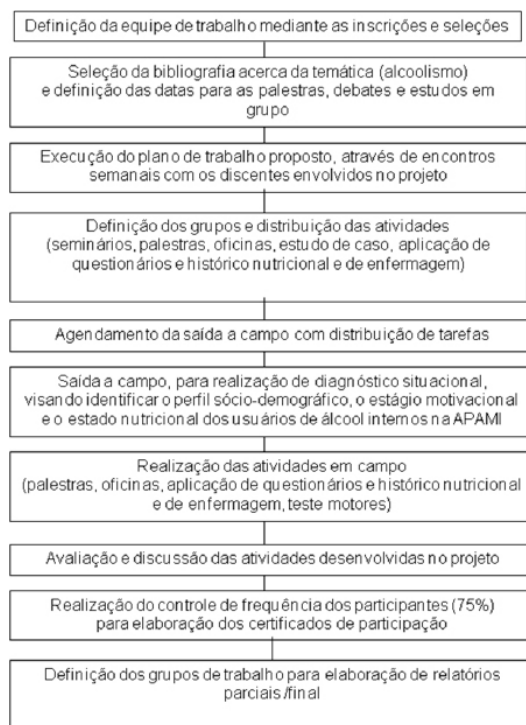 Definição da equipe de trabalho mediante as inscrições e seleções
Seleção da bibliografia acerca da temática (alcoolismo)
e definição das datas para as palestras, debates e estudos em
grupo
Execução do plano de trabalho proposto, através de encontros
semanais com os discentes envolvidos no projeto
Definição dos grupos e distribuição das atividades
(seminários, palestras, oficinas, estudo de caso, aplicação de
questionários e histórico nutricional e de enfermagem)
Agendamento da saída a campo com distribuição de tarefas
Saída a campo, para realização de diagnóstico situacional,
visando identificar o perfil sócio-demográfico, o estágio motivacional
e o estado nutricional dos usuários de álcool internos na APAMI
Realização das atividades em campo
(palestras, oficinas, aplicação de questionários e histórico nutricional
e de enfermagem, teste motores)
Avaliação e discussão das atividades desenvolvidas no projeto
Realização do controle de frequência dos participantes (75%)
para elaboração dos certificados de participação
Definição dos grupos de trabalho para elaboração de relatórios
parciais/final